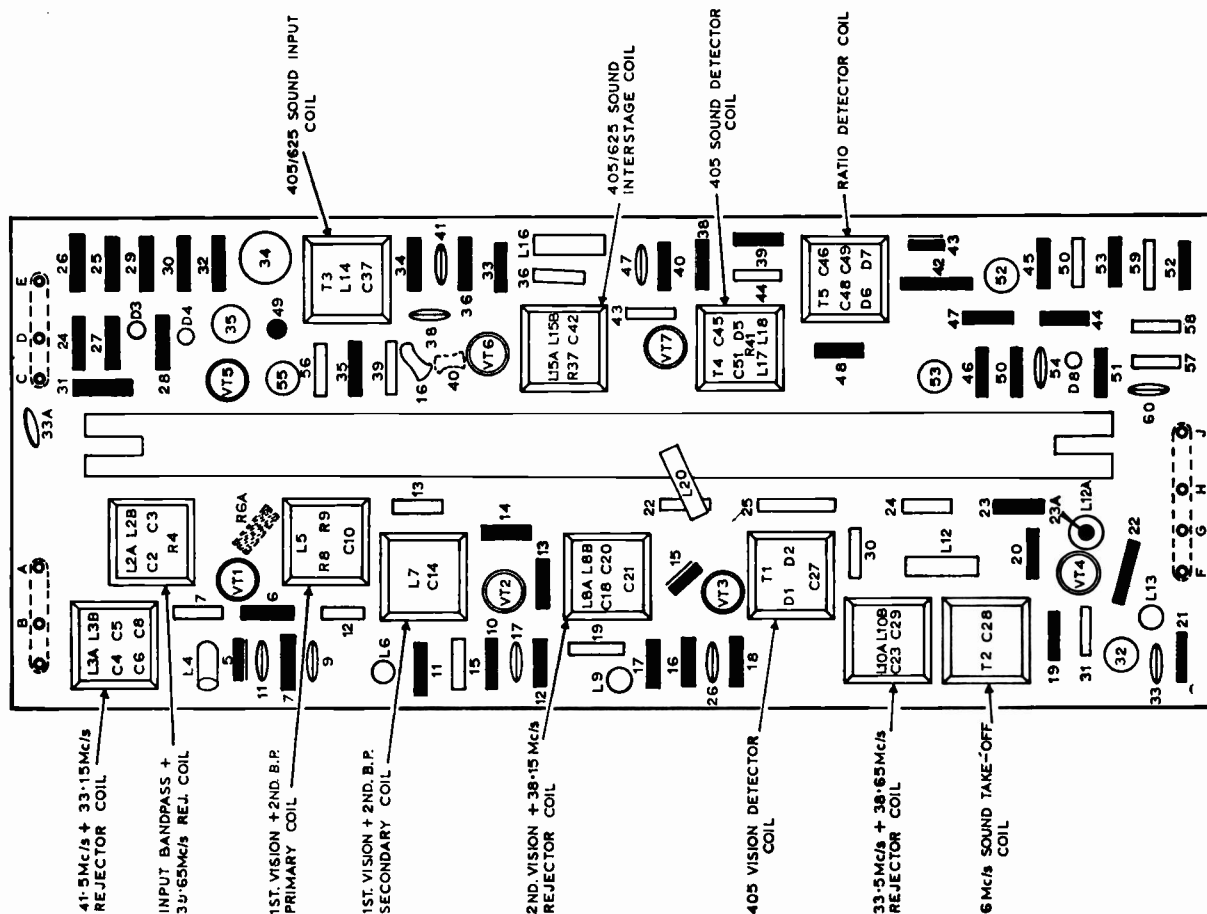 41·5Mc/s + 33·15Mc/s
REJECTOR COIL
INPUT BANDPASS +
39·65Mc/s REJ. COIL
1ST. VISION + 2ND. B.P.
PRIMARY COIL
1ST. VISION + 2ND. B.P.
SECONDARY COIL
2ND. VISION + 38·15 Mc/s
REJECTOR COIL
405 VISION DETECTOR
COIL
33·5Mc/s + 38·65Mc/s
REJECTOR COIL
6 Mc/s SOUND TAKE-OFF
COIL
405/625 SOUND INPUT
COIL
405/625 SOUND
INTERSTAGE COIL
405 SOUND DETECTOR
COIL
RATIO DETECTOR COIL
B
A
L3A L3B
C4 C5
C6 C8
L2A L2B
C2 C3
R4
R6A
7
VT1
6
L4
5
11
7
9
12
L5
R8 R9
C10
13
L6
L7
C14
14
11
15
10
17
VT2
13
12
19
L8A L8B
C18 C20
C21
L9
22
L20
15
17
16
26
18
VT3
25
T1
D1 D2
C27
30
24
L10A L10B
C23 C29
L12
23
23A
L12A
T2 C28
20
VT4
19
31
22
32
L13
33
21
F
G
H
J
33A
C
D
E
31
24
27
26
25
29
30
32
D3
D4
28
35
34
VT5
49
55
56
35
39
T3
L14
C37
34
41
36
33
38
16
40
VT6
L16
36
L15A L15B
R37 C42
43
47
40
38
VT7
39
44
T4 C45
C51 D5
R41
L17 L18
48
T5 C46
C48 C49
D6 D7
43
42
47
44
52
45
50
53
59
52
53
46
50
54
D8
51
58
57
60